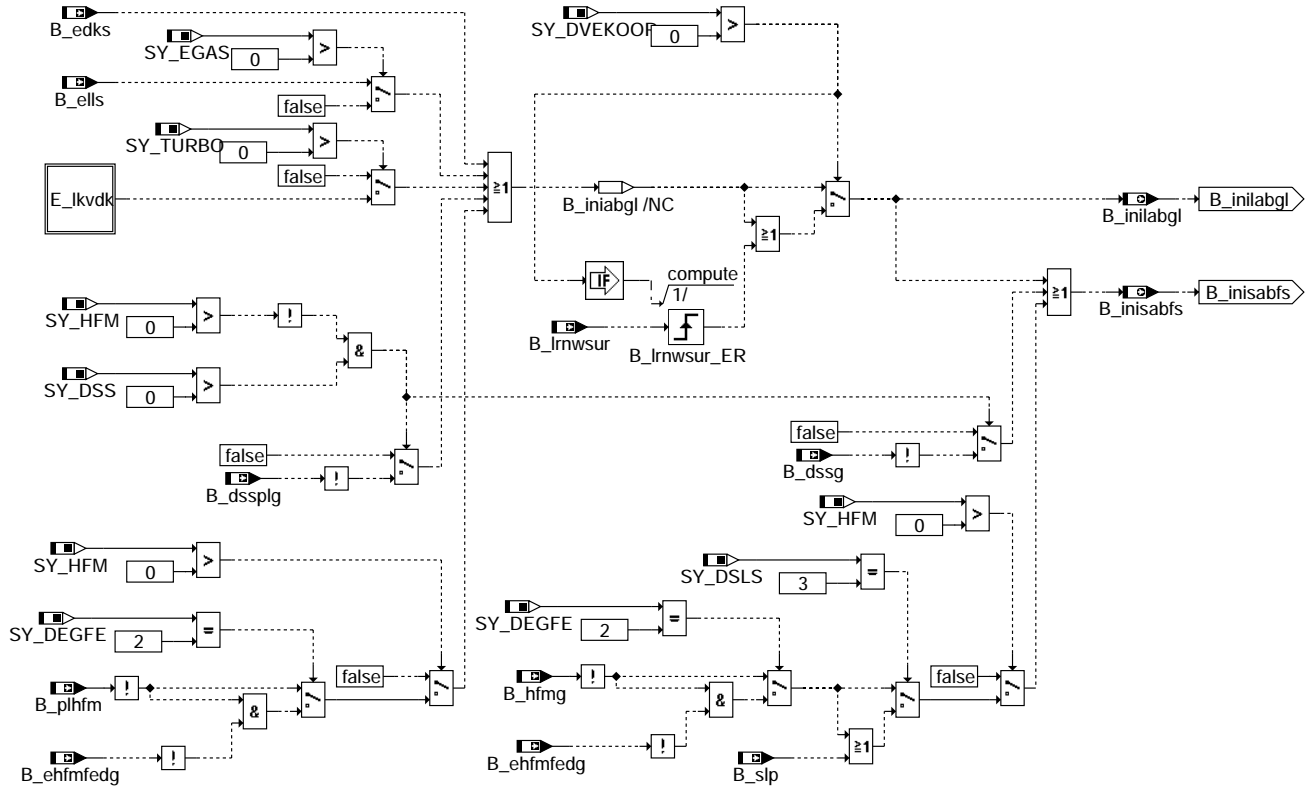 B_edks
SY_EGAS
0
>
B_ells
false
SY_TURBO
0
>
false
E_lkvdk
≥1
B_iniabgl /NC
SY_DVEKOOP
0
>
≥1
IF
compute
1/
B_lrnwsur
B_lrnwsur_ER
B_inilabgl
B_inilabgl
≥1
B_inisabfs
B_inisabfs
SY_HFM
0
>
!
&
SY_DSS
0
>
false
B_dssplg
!
false
B_dssg
!
SY_HFM
0
>
SY_HFM
0
>
SY_DEGFE
2
=
B_plhfm
!
&
false
B_ehfmfedg
!
SY_DSLS
3
=
SY_DEGFE
2
=
B_hfmg
!
&
false
B_ehfmfedg
!
B_slp
≥1